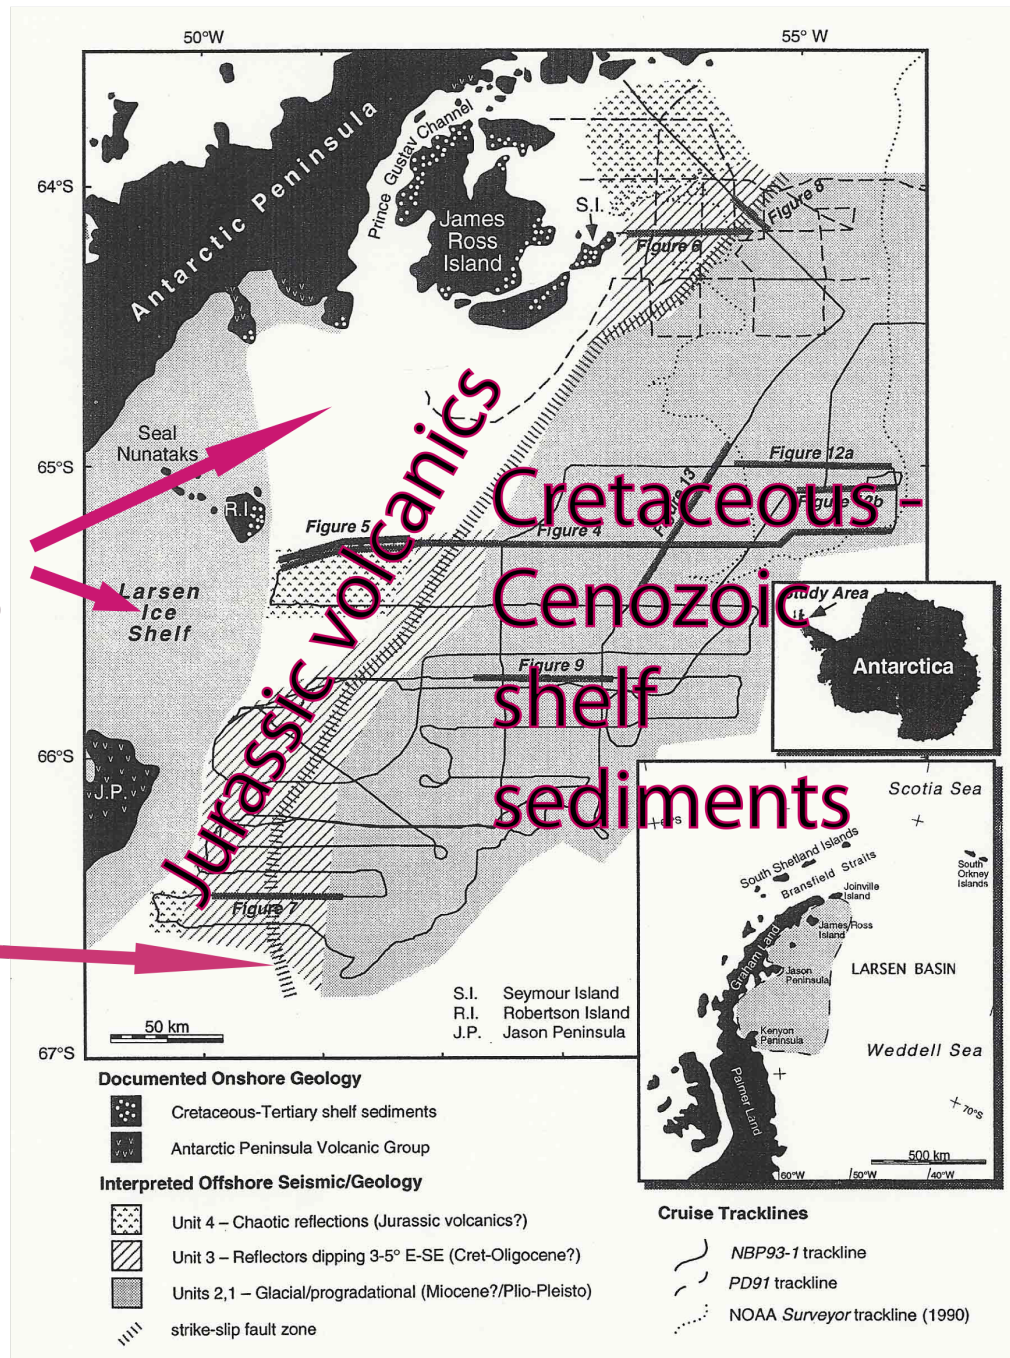 50°W
55° W
64°S
65°S
66°S
67°S
Antarctic Peninsula
Prince Gustav Channel
James
Ross
Island
S.I.
Figure 6
Figure 8
Seal
Nunataks
R.I.
Figure 5
Figure 4
Figure 13
Figure 12a
Figure 12b
Larsen
Ice
Shelf
Figure 9
Figure 7
J.P.
Jurassic volcanics
Cretaceous -
Cenozoic
shelf
sediments
Study Area
Antarctica
S.I. Seymour Island
R.I. Robertson Island
J.P. Jason Peninsula
50 km
Scotia Sea
South Shetland Islands
Bransfield Straits
South
Orkney
Islands
Joinville
Island
James Ross
Island
Graham Land
Jason
Peninsula
LARSEN BASIN
Kenyon
Peninsula
Weddell Sea
Palmer Land
70°S
500 km
60°W
50°W
40°W
Documented Onshore Geology
Cretaceous-Tertiary shelf sediments
Antarctic Peninsula Volcanic Group
Interpreted Offshore Seismic/Geology
Unit 4 – Chaotic reflections (Jurassic volcanics?)
Unit 3 – Reflectors dipping 3-5° E-SE (Cret-Oligocene?)
Units 2,1 – Glacial/progradational (Miocene?/Plio-Pleisto)
strike-slip fault zone
Cruise Tracklines
NBP93-1 trackline
PD91 trackline
NOAA Surveyor trackline (1990)